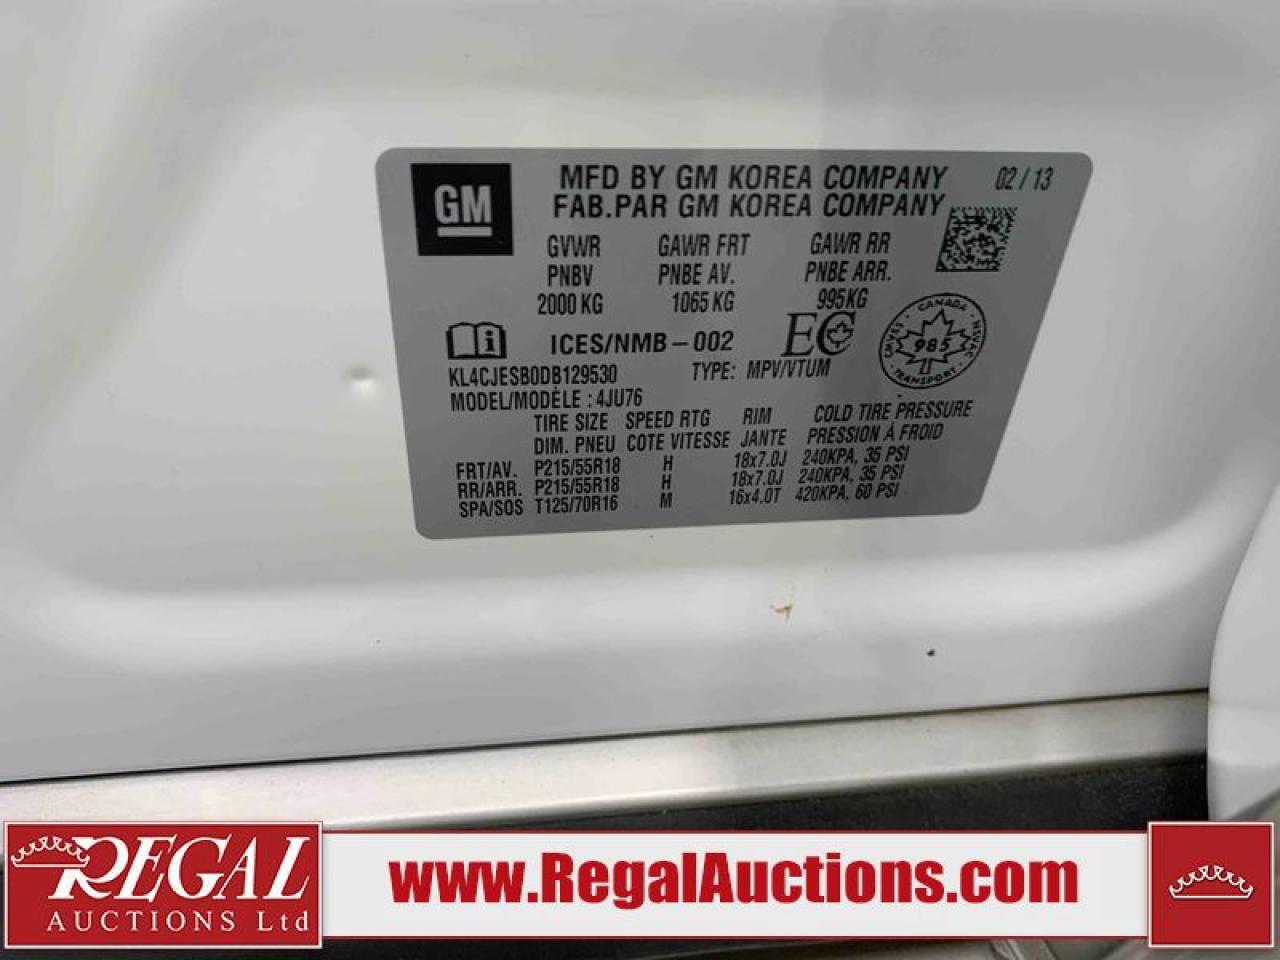 GM
MFD BY GM KOREA COMPANY 02/13
FAB.PAR GM KOREA COMPANY
GVWR GAWR FRT GAWR RR
PNBV PNBE AV. PNBE ARR.
2000 KG 1065 KG 995KG
i ICES/NMB-002 EC
CANADA CMVSS NSVAC 985 TRANSPORT
KL4CJESB0DB129530 TYPE: MPV/VTUM
MODEL/MODÈLE : 4JU76
TIRE SIZE SPEED RTG RIM COLD TIRE PRESSURE
DIM. PNEU COTE VITESSE JANTE PRESSION À FROID
FRT/AV. P215/55R18 H 18x7.0J 240KPA, 35 PSI
RR/ARR. P215/55R18 H 18x7.0J 240KPA, 35 PSI
SPA/SOS T125/70R16 M 16x4.0T 420KPA, 60 PSI
REGAL
AUCTIONS Ltd
www.RegalAuctions.com